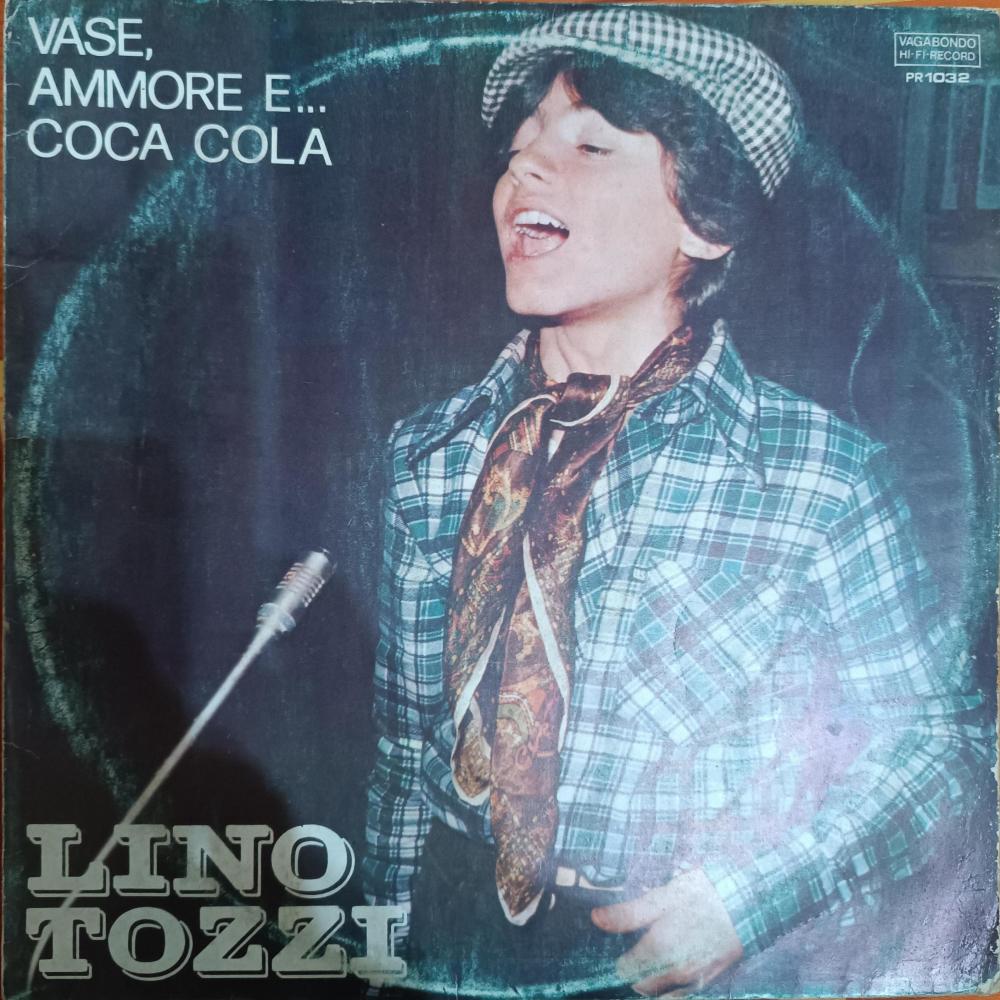 VASE,
AMMORE E...
COCA COLA
VAGABONDO
HI-FI-RECORD
PR1032
LINO
TOZZI